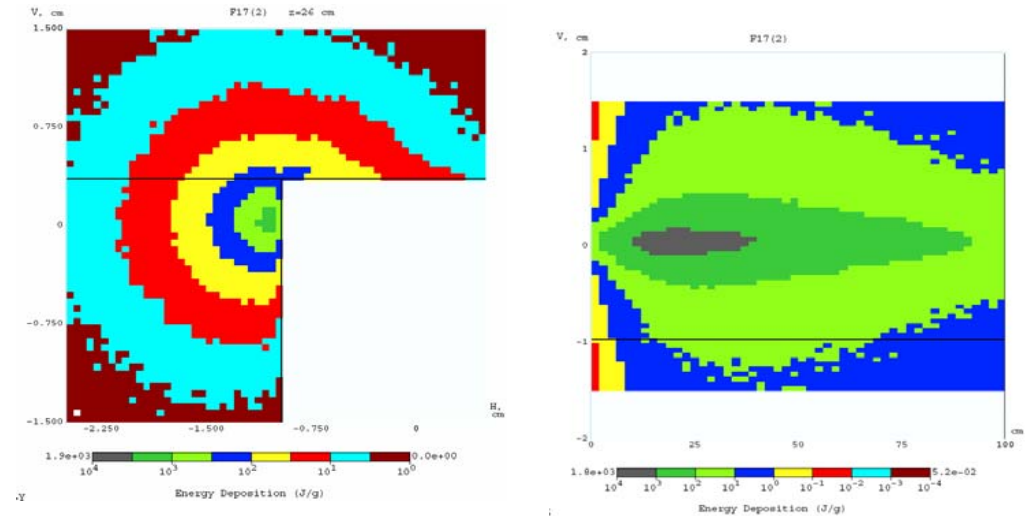 V, cm F17(2) z=26 cm
1.500
0.750
0
-0.750
-1.500
H, cm
-2.250 -1.500 -0.750 0
1.9e+03 0.0e+00
10^4 10^3 10^2 10^1 10^0
Energy Deposition (J/g)
Y
V, cm F17(2)
2
1
0
-1
-2
cm
0 25 50 75 100
1.8e+03 5.2e-02
10^4 10^3 10^2 10^1 10^0 10^-1 10^-2 10^-3 10^-4
Energy Deposition (J/g)